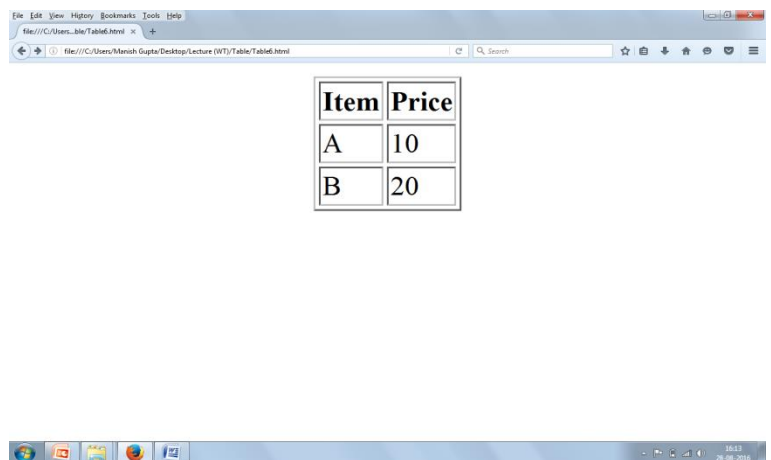 File Edit View History Bookmarks Tools Help
file:///C:/Users...ble/Table6.html × +
file:///C:/Users/Manish Gupta/Desktop/Lecture (WT)/Table/Table6.html Search
Item Price
A 10
B 20
16:13
26-08-2016